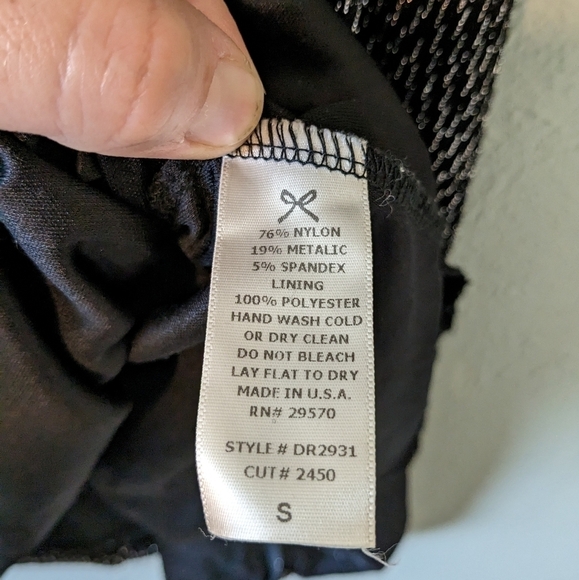 76% NYLON
19% METALIC
5% SPANDEX
LINING
100% POLYESTER
HAND WASH COLD
OR DRY CLEAN
DO NOT BLEACH
LAY FLAT TO DRY
MADE IN U.S.A.
RN# 29570
STYLE # DR2931
CUT# 2450
S